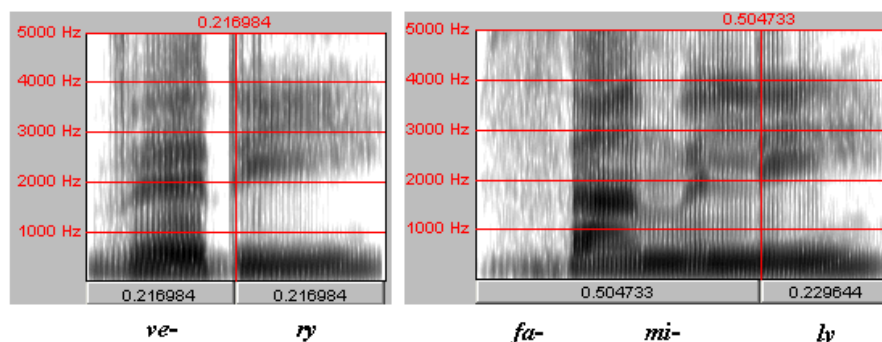 0.216984 0.504733
5000 Hz 5000 Hz
4000 Hz 4000 Hz
3000 Hz 3000 Hz
2000 Hz 2000 Hz
1000 Hz 1000 Hz
0.216984 0.216984 0.504733 0.229644
ve- ry fa- mi- ly